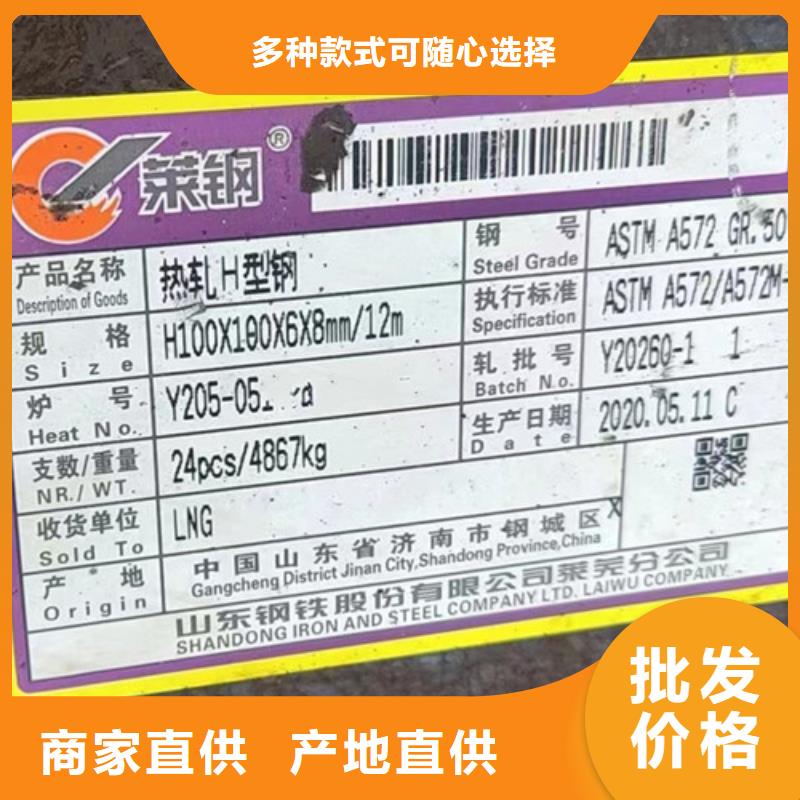 多种款式可随心选择
莱钢®
产品名称 热轧H型钢 钢号 ASTM A572 GR.50
Description of Goods Steel Grade
规格 H100X100X6X8mm/12m 执行标准 ASTM A572/A572M-
Size Specification
炉号 Y205-05 轧批号 Y20260-1 1
Heat No. Batch No.
支数/重量 24pcs/4867kg 生产日期 2020.05.11 C
NR./WT. Date
收货单位 LNG X
Sold To
产地 中国山东省济南市钢城区
Origin Gangcheng District Jinan City,Shandong Province,China
山东钢铁股份有限公司莱芜分公司
SHANDONG IRON AND STEEL COMPANY LTD. LAIWU COMPANY
批发
价格
商家直供 产地直供